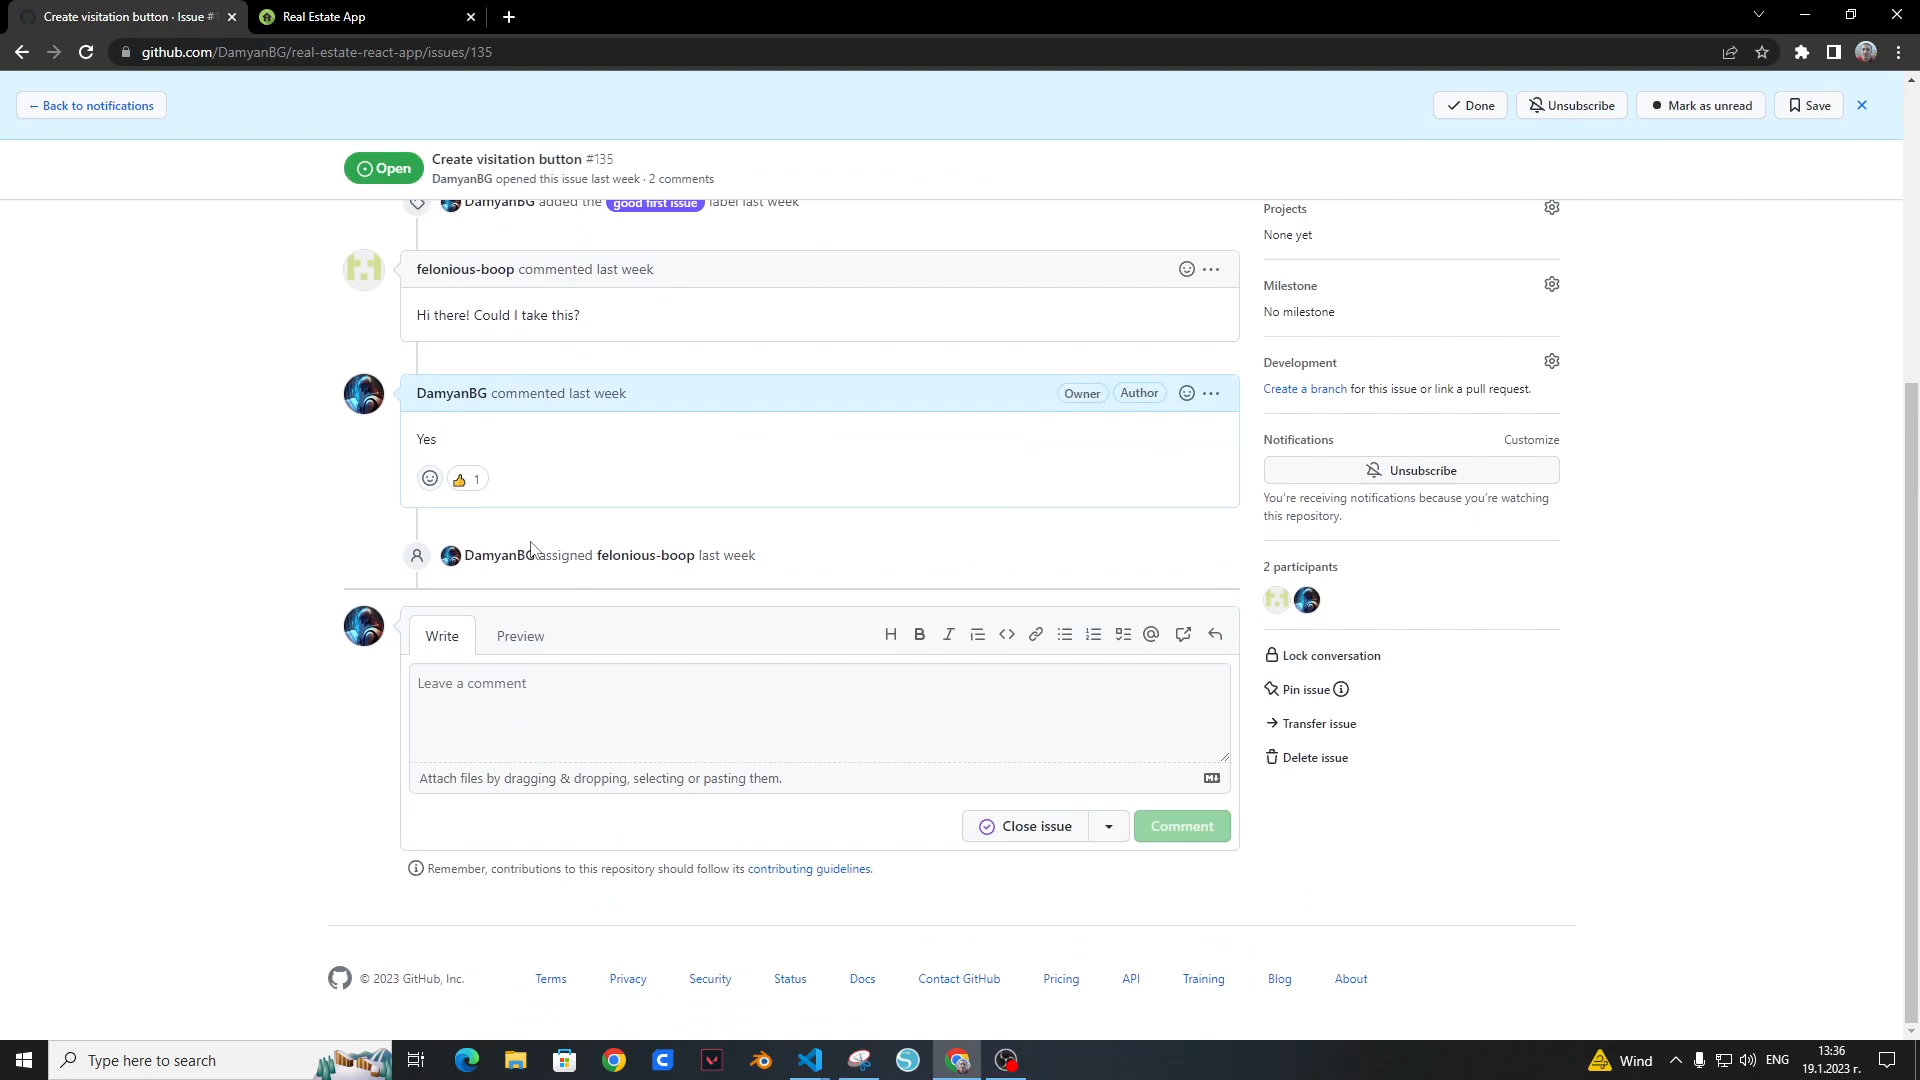 Create visitation button · Issue #1
Real Estate App
github.com/DamyanBG/real-estate-react-app/issues/135
← Back to notifications
Done
Unsubscribe
Mark as unread
Save
Open
Create visitation button #135
DamyanBG opened this issue last week · 2 comments
DamyanBG added the good first issue label last week
felonious-boop commented last week
Hi there! Could I take this?
DamyanBG commented last week
Owner
Author
Yes
1
DamyanBG assigned felonious-boop last week
Write
Preview
Leave a comment
Attach files by dragging & dropping, selecting or pasting them.
Close issue
Comment
Remember, contributions to this repository should follow its contributing guidelines.
Projects
None yet
Milestone
No milestone
Development
Create a branch for this issue or link a pull request.
Notifications
Customize
Unsubscribe
You're receiving notifications because you're watching
this repository.
2 participants
Lock conversation
Pin issue
Transfer issue
Delete issue
© 2023 GitHub, Inc.
Terms
Privacy
Security
Status
Docs
Contact GitHub
Pricing
API
Training
Blog
About
Type here to search
Wind
ENG
13:36
19.1.2023 г.